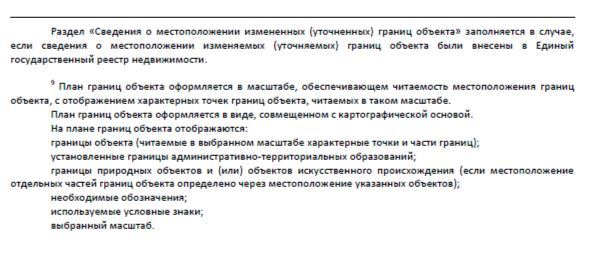 Раздел «Сведения о местоположении измененных (уточненных) границ объекта» заполняется в случае,
если сведения о местоположении изменяемых (уточняемых) границ объекта были внесены в Единый
государственный реестр недвижимости.
⁹ План границ объекта оформляется в масштабе, обеспечивающем читаемость местоположения границ
объекта, с отображением характерных точек границ объекта, читаемых в таком масштабе.
План границ объекта оформляется в виде, совмещенном с картографической основой.
На плане границ объекта отображаются:
границы объекта (читаемые в выбранном масштабе характерные точки и части границ);
установленные границы административно-территориальных образований;
границы природных объектов и (или) объектов искусственного происхождения (если местоположение
отдельных частей границ объекта определено через местоположение указанных объектов);
необходимые обозначения;
используемые условные знаки;
выбранный масштаб.